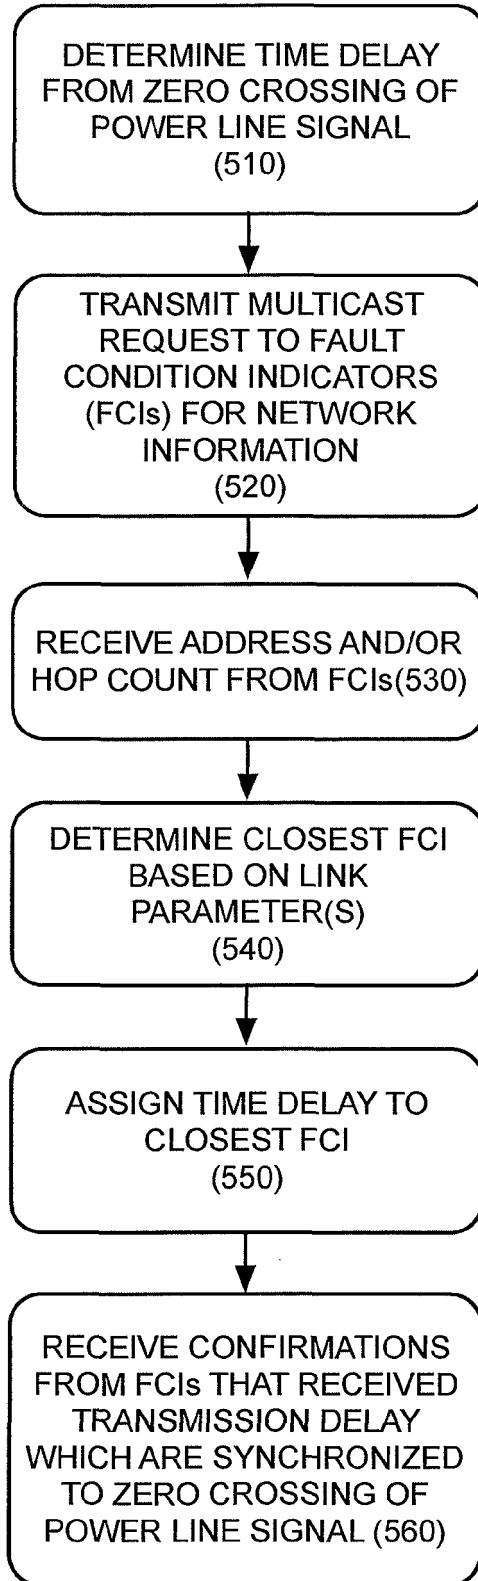 DETERMINE TIME DELAY
FROM ZERO CROSSING OF
POWER LINE SIGNAL
(510)
TRANSMIT MULTICAST
REQUEST TO FAULT
CONDITION INDICATORS
(FCIs) FOR NETWORK
INFORMATION
(520)
RECEIVE ADDRESS AND/OR
HOP COUNT FROM FCIs(530)
DETERMINE CLOSEST FCI
BASED ON LINK
PARAMETER(S)
(540)
ASSIGN TIME DELAY TO
CLOSEST FCI
(550)
RECEIVE CONFIRMATIONS
FROM FCIs THAT RECEIVED
TRANSMISSION DELAY
WHICH ARE SYNCHRONIZED
TO ZERO CROSSING OF
POWER LINE SIGNAL (560)